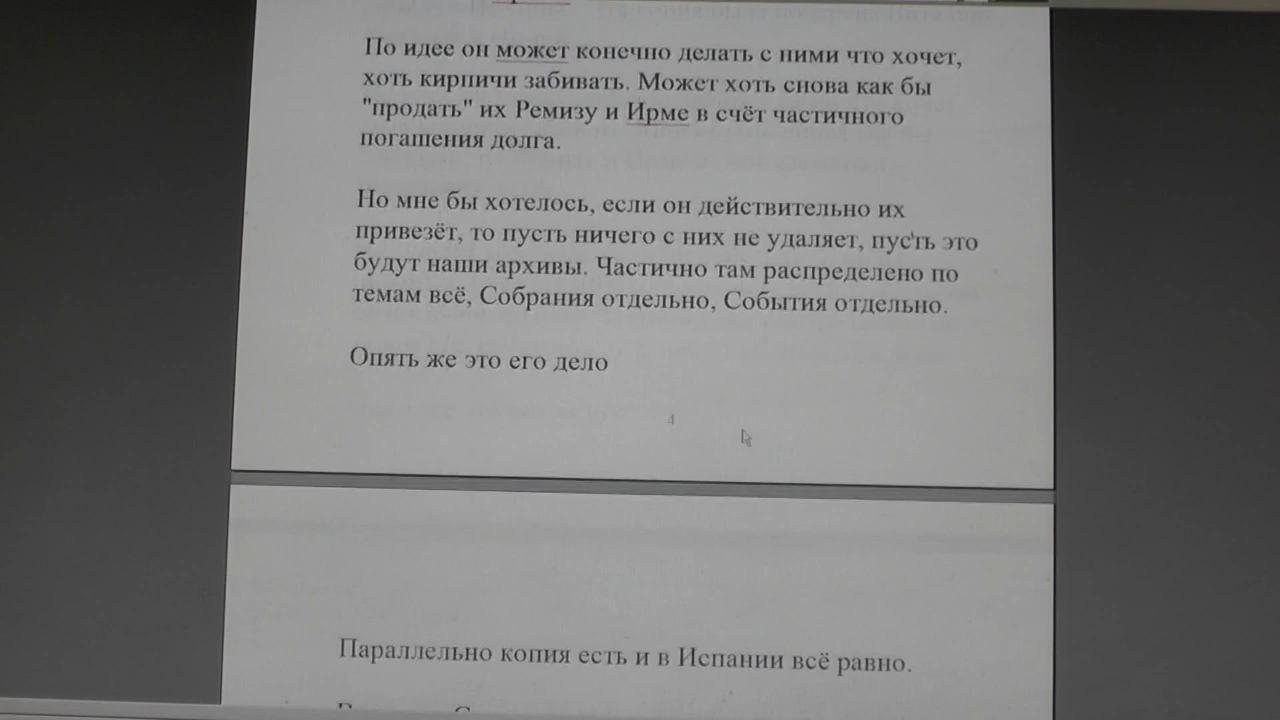 По идее он может конечно делать с ними что хочет,
хоть кирпичи забивать. Может хоть снова как бы
"продать" их Ремизу и Ирме в счёт частичного
погашения долга.
Но мне бы хотелось, если он действительно их
привезёт, то пусть ничего с них не удаляет, пусть это
будут наши архивы. Частично там распределено по
темам всё, Собрания отдельно, События отдельно.
Опять же это его дело
4
Параллельно копия есть и в Испании всё равно.